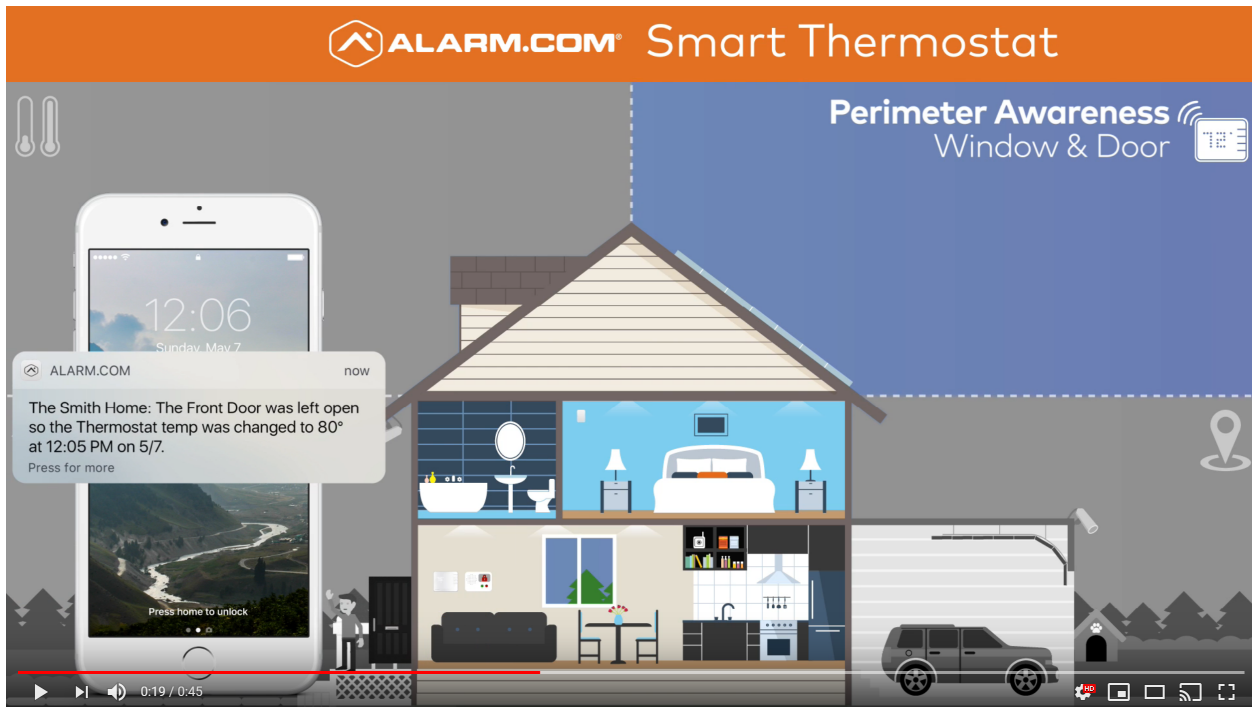 ALARM.COM® Smart Thermostat
Perimeter Awareness
Window & Door
72°
12:06
Sunday, May 7
ALARM.COM now
The Smith Home: The Front Door was left open
so the Thermostat temp was changed to 80°
at 12:05 PM on 5/7.
Press for more
Press home to unlock
0:19 / 0:45
HD